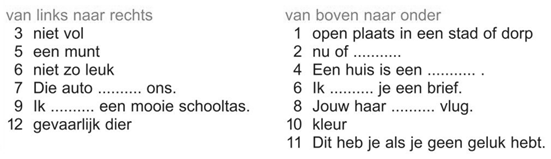 van links naar rechts
3 niet vol
5 een munt
6 niet zo leuk
7 Die auto .......... ons.
9 Ik .......... een mooie schooltas.
12 gevaarlijk dier
van boven naar onder
1 open plaats in een stad of dorp
2 nu of ...........
4 Een huis is een ........... .
6 Ik .......... je een brief.
8 Jouw haar .......... vlug.
10 kleur
11 Dit heb je als je geen geluk hebt.